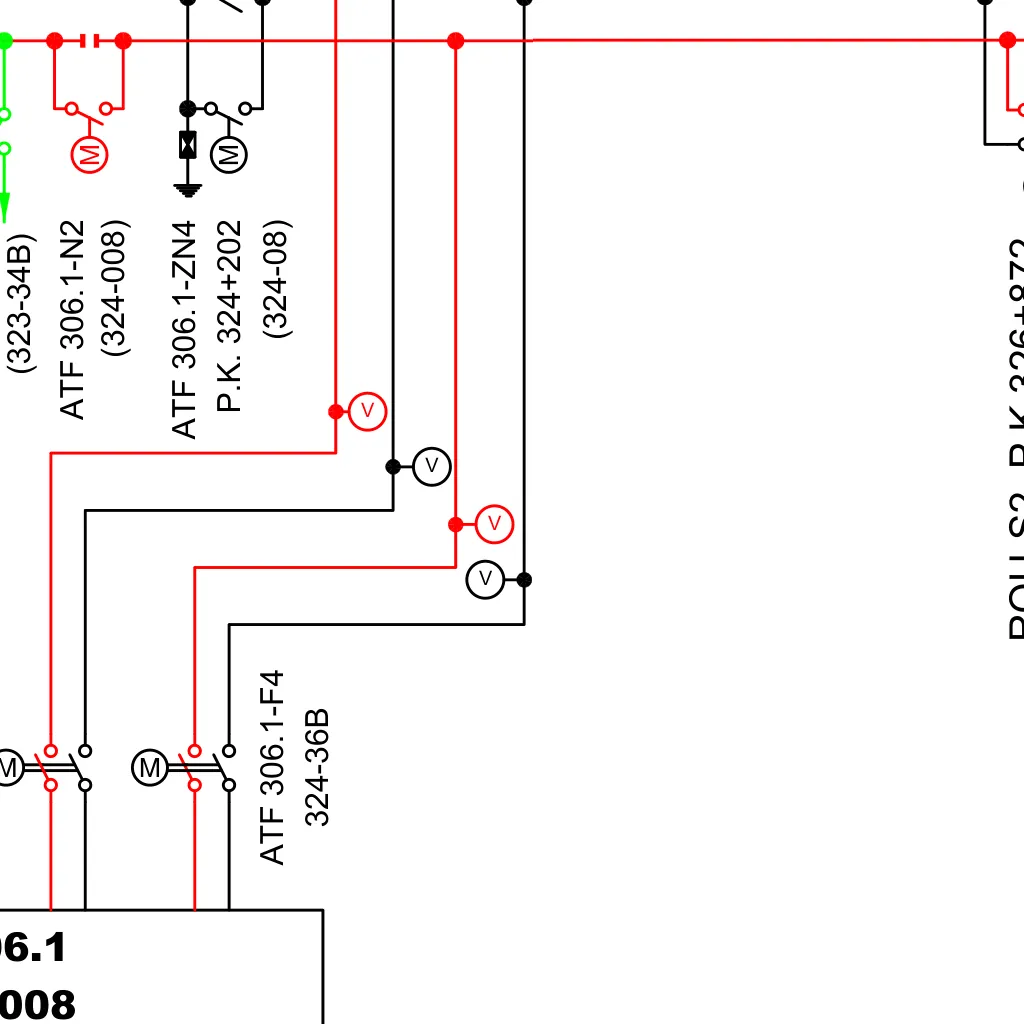 (323-34B)
ATF 306.1-N2
(324-008)
ATF 306.1-ZN4
P.K. 324+202
(324-08)
M
M
V
V
V
V
ATF 306.1-F4
324-36B
M
M
06.1
008